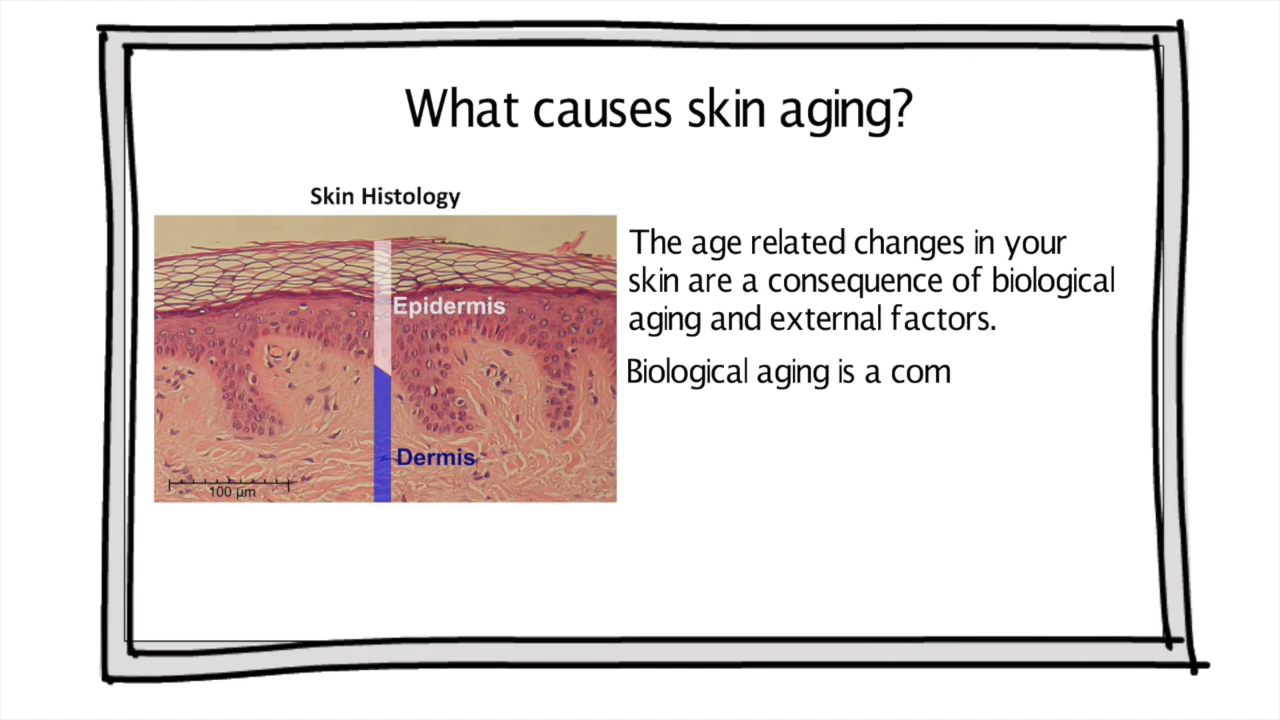 What causes skin aging?
Skin Histology
Epidermis
Dermis
100 µm
The age related changes in your
skin are a consequence of biological
aging and external factors.
Biological aging is a com